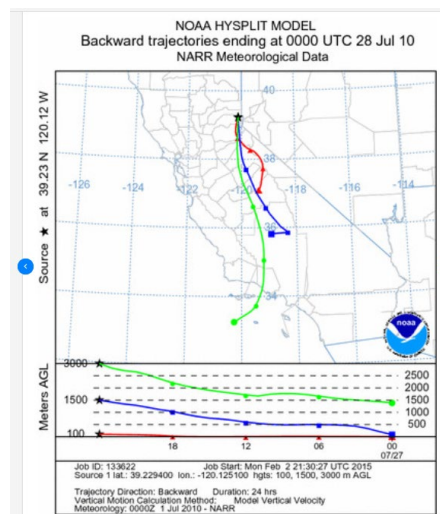 NOAA HYSPLIT MODEL
Backward trajectories ending at 0000 UTC 28 Jul 10
NARR Meteorological Data
Source ★ at 39.23 N 120.12 W
40
38
-126
-124
-120
-118
-116
-114
36
34
noaa
Meters AGL
3000
1500
100
2500
2000
1500
1000
500
18
12
06
00
07/27
Job ID: 133622 Job Start: Mon Feb 2 21:30:27 UTC 2015
Source 1 lat.: 39.229400 lon.: -120.125100 hgts: 100, 1500, 3000 m AGL
Trajectory Direction: Backward Duration: 24 hrs
Vertical Motion Calculation Method: Model Vertical Velocity
Meteorology: 0000Z 1 Jul 2010 - NARR